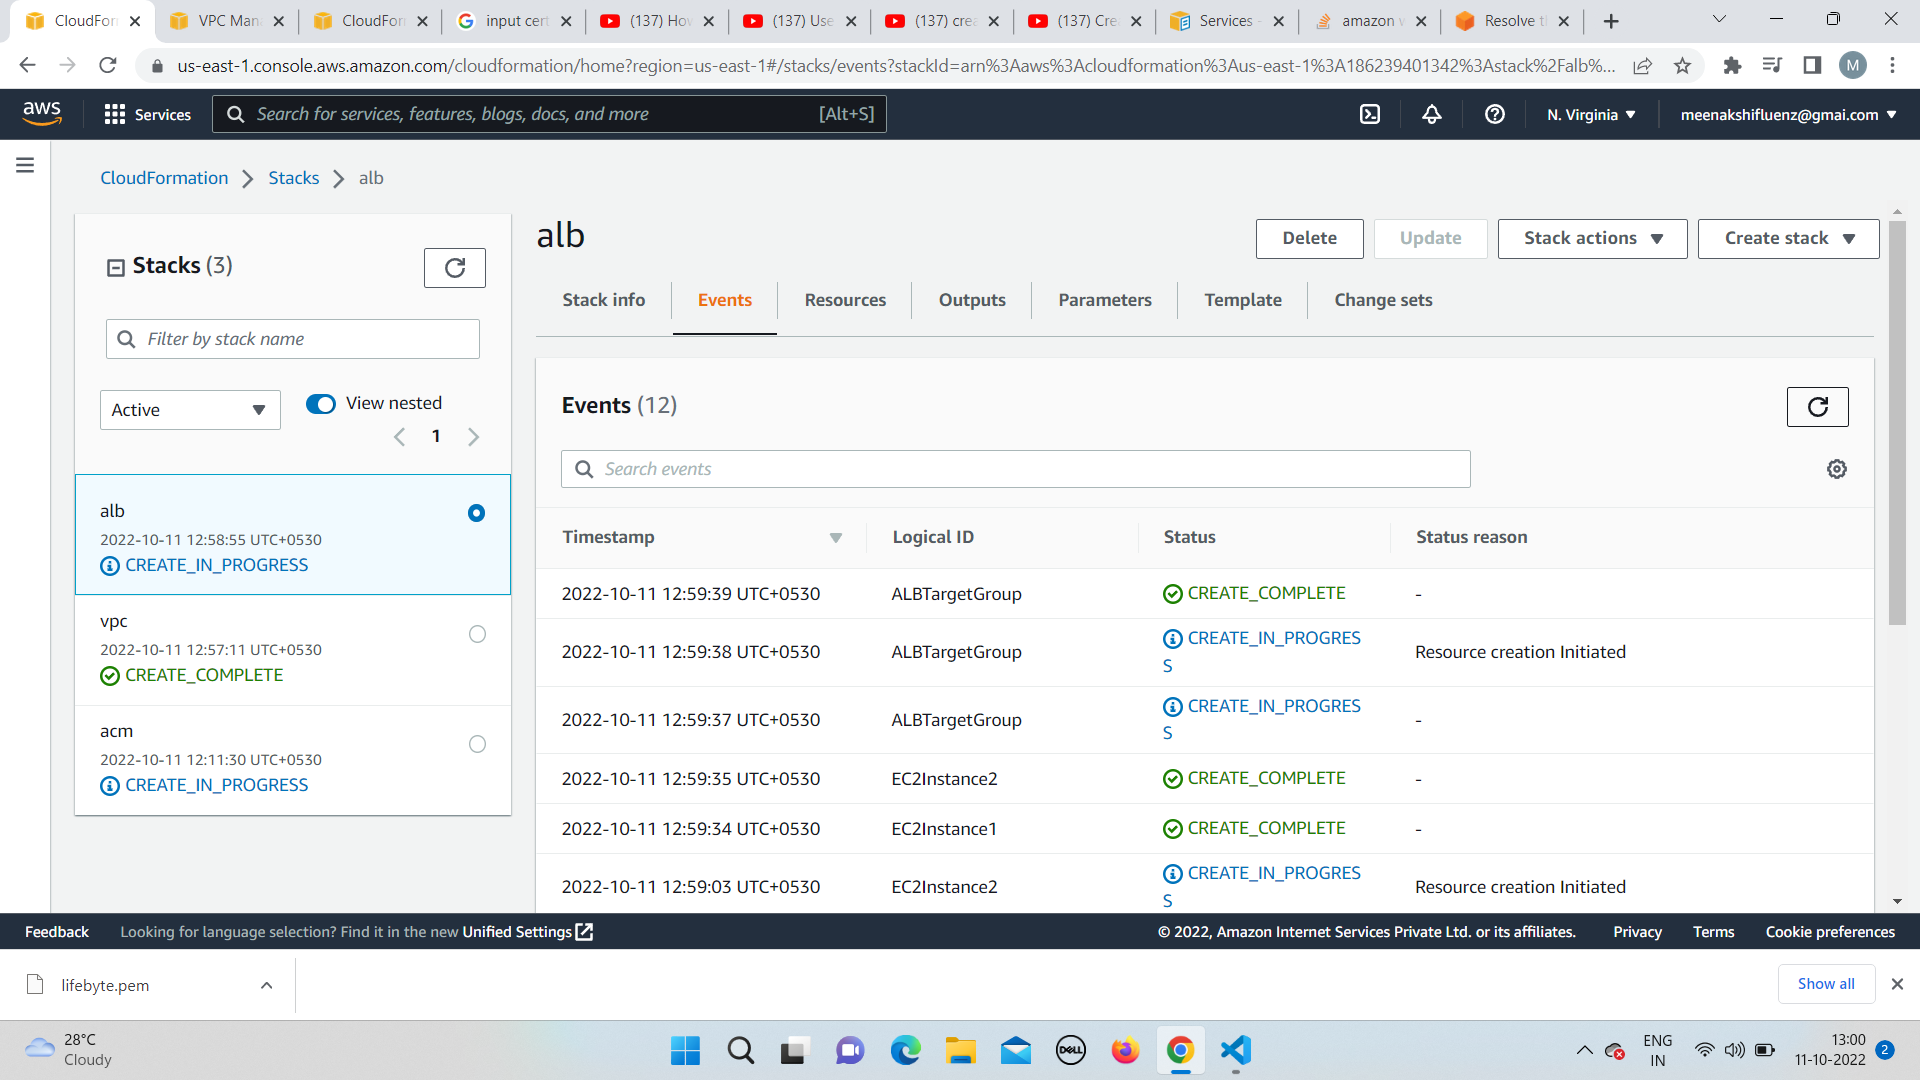 CloudFor
VPC Man
CloudFor
input cert
(137) Ho
(137) Use
(137) crea
(137) Cre
Services -
amazon w
Resolve t
us-east-1.console.aws.amazon.com/cloudformation/home?region=us-east-1#/stacks/events?stackId=arn%3Aaws%3Acloudformation%3Aus-east-1%3A186239401342%3Astack%2Falb%...
M
aws
Services
Search for services, features, blogs, docs, and more
[Alt+S]
N. Virginia
meenakshifluenz@gmai.com
CloudFormation
Stacks
alb
Stacks (3)
Filter by stack name
Active
View nested
1
alb
2022-10-11 12:58:55 UTC+0530
CREATE_IN_PROGRESS
vpc
2022-10-11 12:57:11 UTC+0530
CREATE_COMPLETE
acm
2022-10-11 12:11:30 UTC+0530
CREATE_IN_PROGRESS
alb
Delete
Update
Stack actions
Create stack
Stack info
Events
Resources
Outputs
Parameters
Template
Change sets
Events (12)
Search events
Timestamp
Logical ID
Status
Status reason
2022-10-11 12:59:39 UTC+0530
ALBTargetGroup
CREATE_COMPLETE
-
2022-10-11 12:59:38 UTC+0530
ALBTargetGroup
CREATE_IN_PROGRES
S
Resource creation Initiated
2022-10-11 12:59:37 UTC+0530
ALBTargetGroup
CREATE_IN_PROGRES
S
-
2022-10-11 12:59:35 UTC+0530
EC2Instance2
CREATE_COMPLETE
-
2022-10-11 12:59:34 UTC+0530
EC2Instance1
CREATE_COMPLETE
-
2022-10-11 12:59:03 UTC+0530
EC2Instance2
CREATE_IN_PROGRES
S
Resource creation Initiated
Feedback
Looking for language selection? Find it in the new Unified Settings
© 2022, Amazon Internet Services Private Ltd. or its affiliates.
Privacy
Terms
Cookie preferences
lifebyte.pem
Show all
28°C
Cloudy
DELL
ENG
IN
13:00
11-10-2022
2